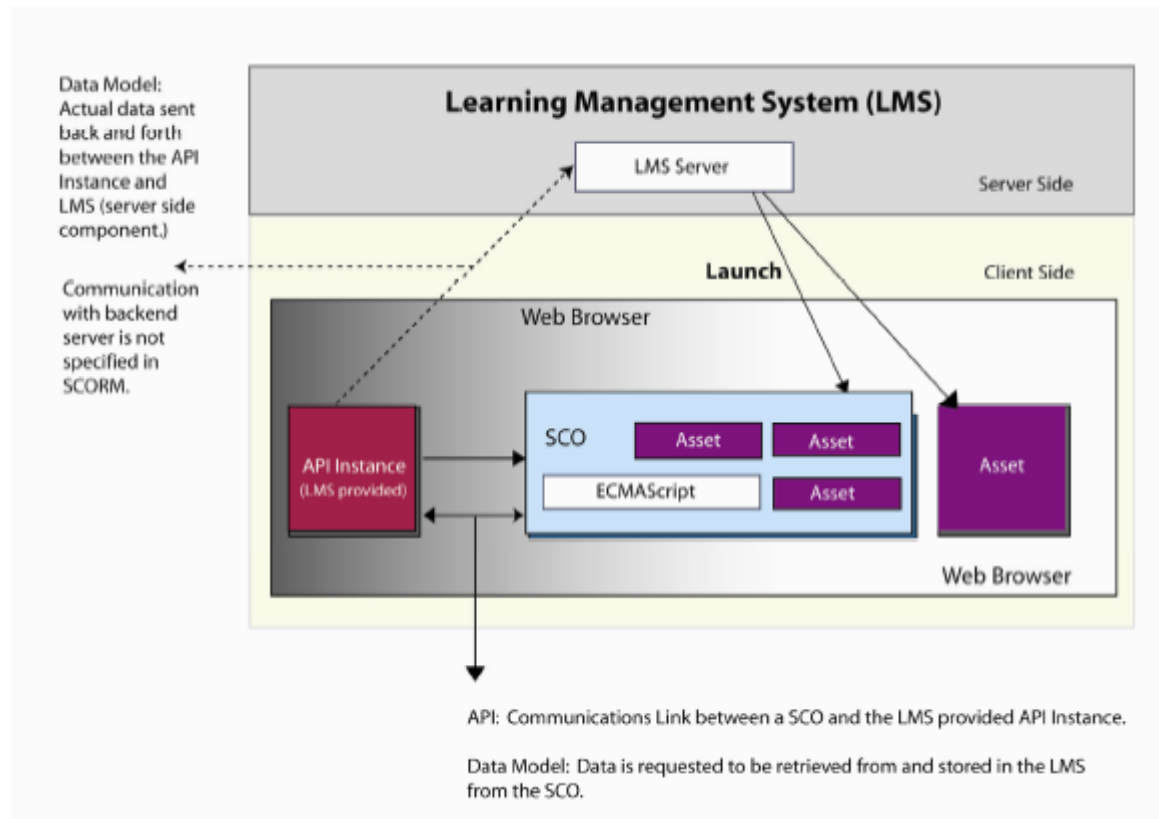 Data Model:
Actual data sent
back and forth
between the API
Instance and
LMS (server side
component.)
Communication
with backend
server is not
specified in
SCORM.
Learning Management System (LMS)
LMS Server
Server Side
Launch
Client Side
Web Browser
API Instance
(LMS provided)
SCO
Asset
Asset
ECMAScript
Asset
Asset
Web Browser
API: Communications Link between a SCO and the LMS provided API Instance.
Data Model: Data is requested to be retrieved from and stored in the LMS
from the SCO.